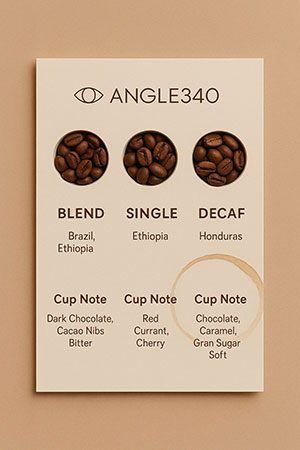 ANGLE340
BLEND
SINGLE
DECAF
Brazil,
Ethiopia
Ethiopia
Honduras
Cup Note
Cup Note
Cup Note
Dark Chocolate,
Cacao Nibs
Bitter
Red
Currant,
Cherry
Chocolate,
Caramel,
Gran Sugar
Soft